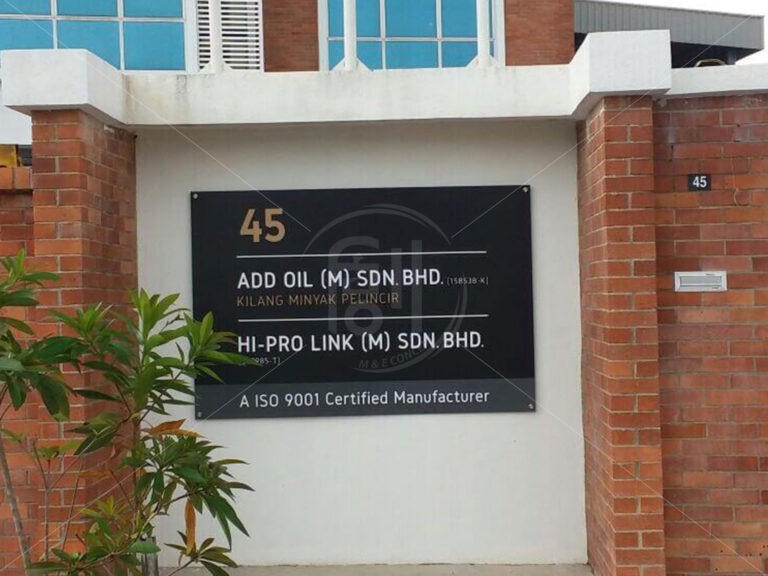 45
ADD OIL (M) SDN. BHD. [158538-K]
KILANG MINYAK PELINCIR
HI-PRO LINK (M) SDN. BHD.
A ISO 9001 Certified Manufacturer
45
M & E